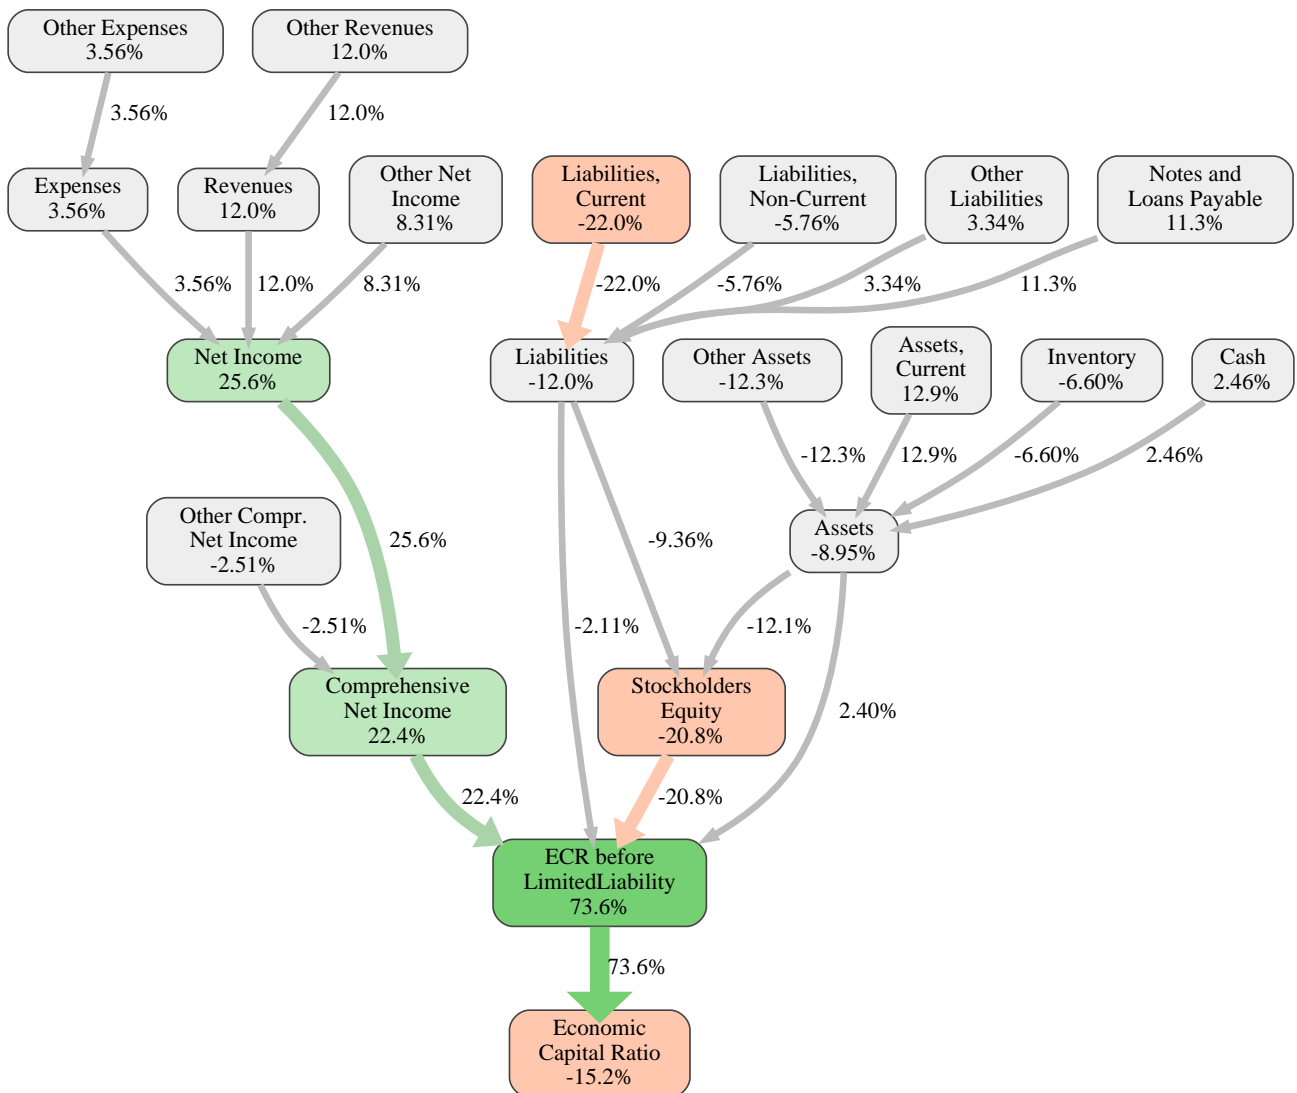 Other Expenses
3.56%
Other Revenues
12.0%
3.56%
12.0%
Expenses
3.56%
Revenues
12.0%
Other Net
Income
8.31%
Liabilities,
Current
-22.0%
Liabilities,
Non-Current
-5.76%
Other
Liabilities
3.34%
Notes and
Loans Payable
11.3%
3.56%
12.0%
8.31%
-22.0%
-5.76%
3.34%
11.3%
Net Income
25.6%
Liabilities
-12.0%
Other Assets
-12.3%
Assets,
Current
12.9%
Inventory
-6.60%
Cash
2.46%
-12.3%
12.9%
-6.60%
2.46%
Other Compr.
Net Income
-2.51%
25.6%
-9.36%
Assets
-8.95%
-2.51%
-2.11%
-12.1%
Comprehensive
Net Income
22.4%
Stockholders
Equity
-20.8%
2.40%
22.4%
-20.8%
ECR before
LimitedLiability
73.6%
73.6%
Economic
Capital Ratio
-15.2%